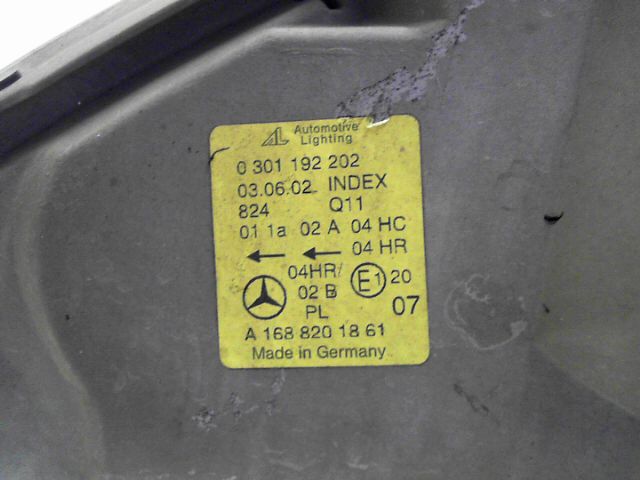 AL Automotive
Lighting
0 301 192 202
03.06.02 INDEX
824 Q11
01 1a 02 A 04 HC
04 HR
04HR/
02 B
PL
E1 20
07
A 168 820 18 61
Made in Germany